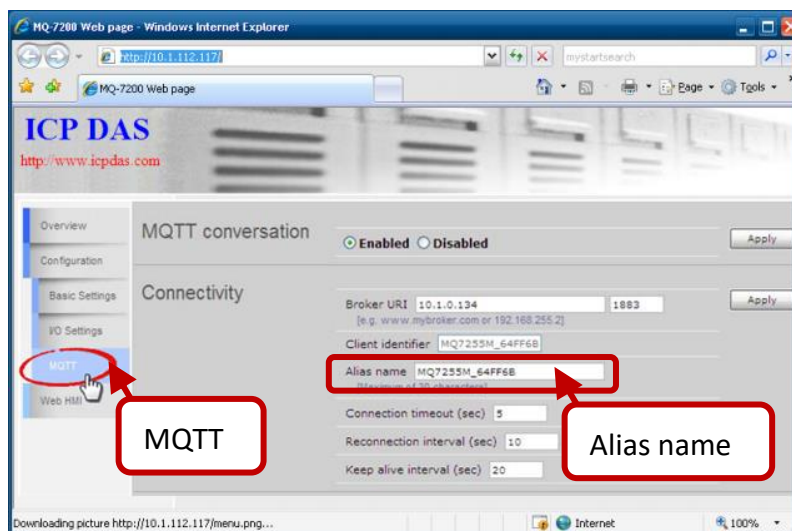 MQ-7200 Web page - Windows Internet Explorer
http://10.1.112.117/
mystartsearch
MQ-7200 Web page
Page
Tools
ICP DAS
http://www.icpdas.com
Overview
Configuration
Basic Settings
I/O Settings
MQTT
Web HMI
MQTT conversation
Enabled Disabled
Apply
Connectivity
Broker URI 10.1.0.134 1883
Apply
[e.g. www.mybroker.com or 192.168.255.2]
Client identifier MQ7255M_64FF6B
Alias name MQ7255M_64FF6B
[Maximum of 20 characters]
Connection timeout (sec) 5
Reconnection interval (sec) 10
Keep alive interval (sec) 20
MQTT
Alias name
Downloading picture http://10.1.112.117/menu.png... Internet 100%